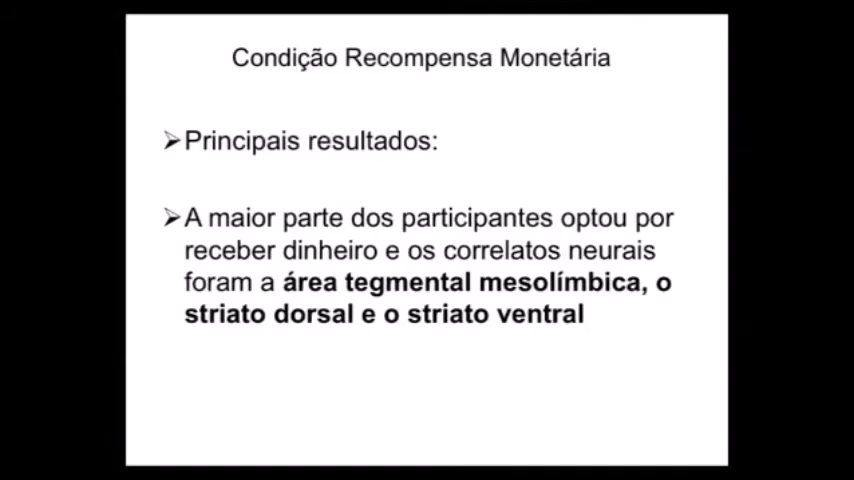 Condição Recompensa Monetária
➢Principais resultados:
➢A maior parte dos participantes optou por
receber dinheiro e os correlatos neurais
foram a área tegmental mesolímbica, o
striato dorsal e o striato ventral